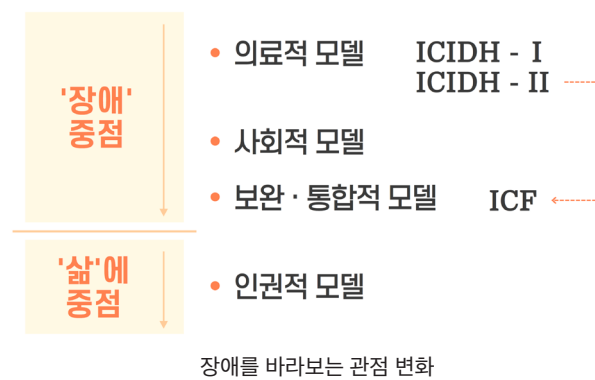 '장애'
중점
• 의료적 모델 ICIDH - I
ICIDH - II
• 사회적 모델
• 보완 · 통합적 모델 ICF
'삶'에
중점
• 인권적 모델
장애를 바라보는 관점 변화